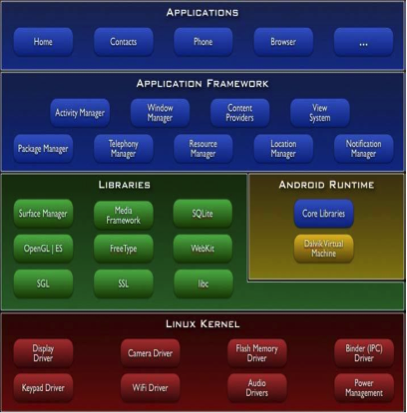 APPLICATIONS
Home
Contacts
Phone
Browser
...
APPLICATION FRAMEWORK
Activity Manager
Window
Manager
Content
Providers
View
System
Package Manager
Telephony
Manager
Resource
Manager
Location
Manager
Notification
Manager
LIBRARIES
Surface Manager
Media
Framework
SQLite
OpenGL | ES
FreeType
WebKit
SGL
SSL
libc
ANDROID RUNTIME
Core Libraries
Dalvik Virtual
Machine
LINUX KERNEL
Display
Driver
Camera Driver
Flash Memory
Driver
Binder (IPC)
Driver
Keypad Driver
WiFi Driver
Audio
Drivers
Power
Management